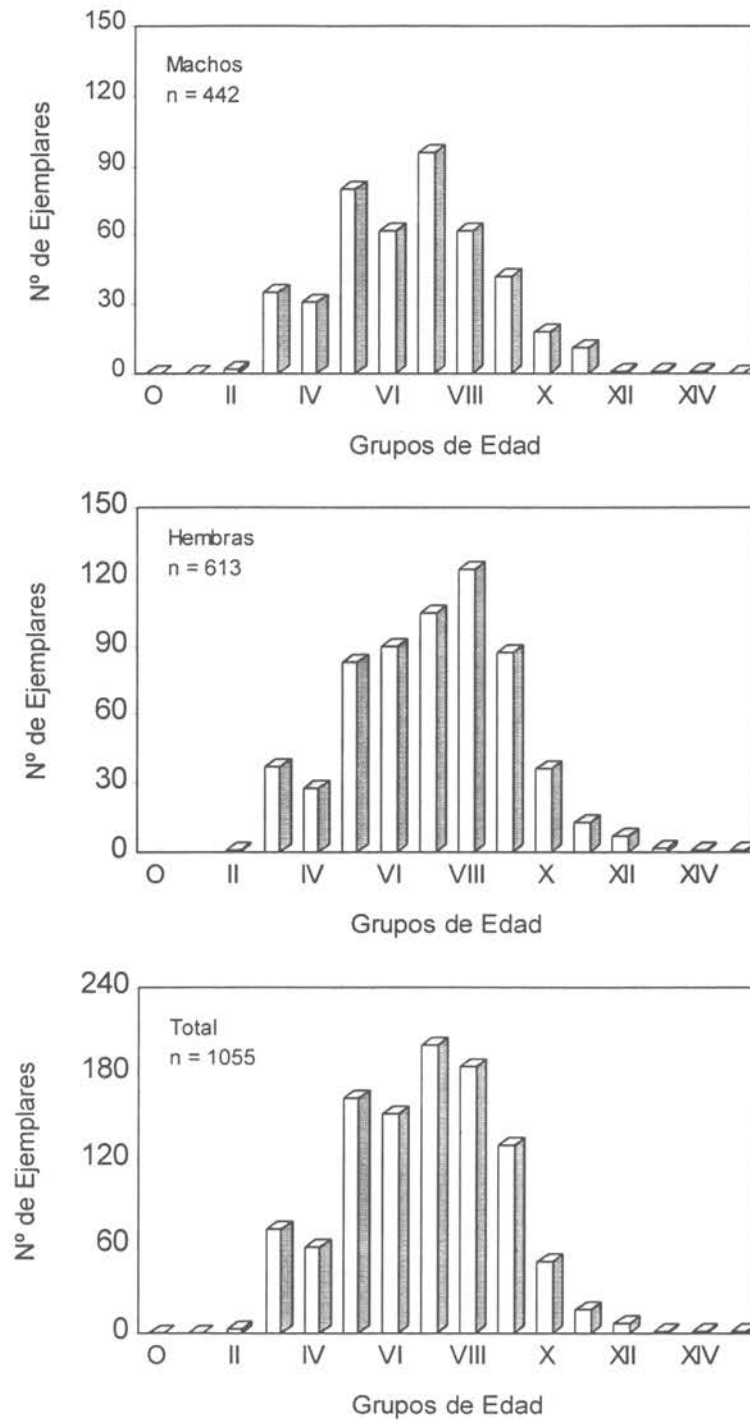 150
120
90
60
30
0
Nº de Ejemplares
Machos
n = 442
O II IV VI VIII X XII XIV
Grupos de Edad
150
120
90
60
30
0
Nº de Ejemplares
Hembras
n = 613
O II IV VI VIII X XII XIV
Grupos de Edad
240
180
120
60
0
Nº de Ejemplares
Total
n = 1055
O II IV VI VIII X XII XIV
Grupos de Edad